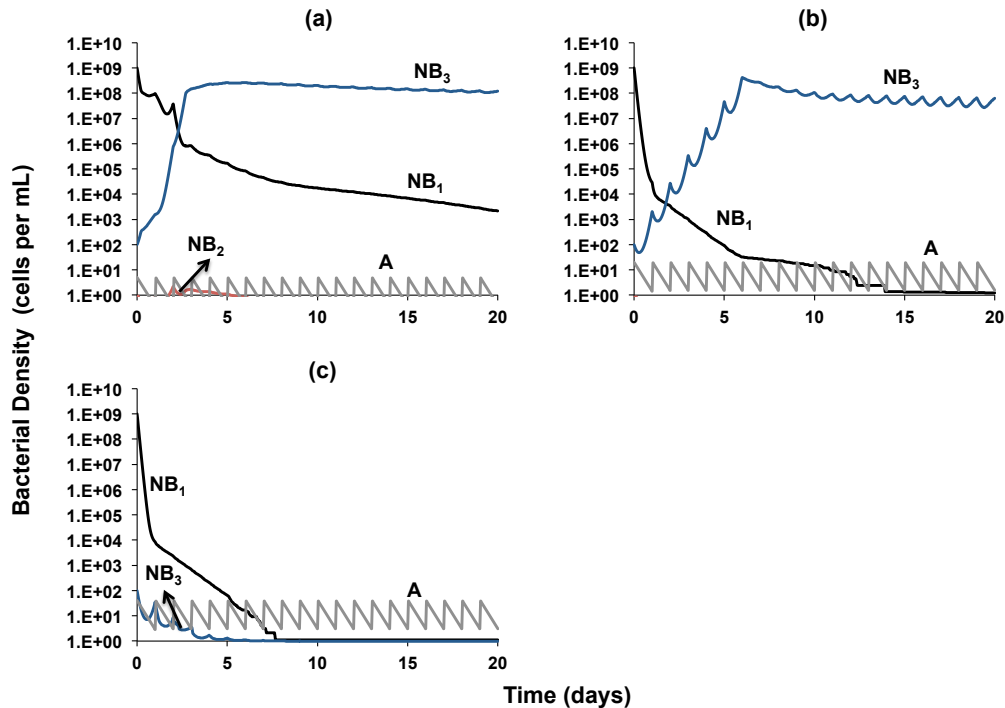 (a)
1.E+10
1.E+09
1.E+08
1.E+07
1.E+06
1.E+05
1.E+04
1.E+03
1.E+02
1.E+01
1.E+00
0 5 10 15 20
NB3
NB1
NB2
A
(b)
1.E+10
1.E+09
1.E+08
1.E+07
1.E+06
1.E+05
1.E+04
1.E+03
1.E+02
1.E+01
1.E+00
0 5 10 15 20
NB3
NB1
A
(c)
1.E+10
1.E+09
1.E+08
1.E+07
1.E+06
1.E+05
1.E+04
1.E+03
1.E+02
1.E+01
1.E+00
0 5 10 15 20
NB1
NB3
A
Bacterial Density (cells per mL)
Time (days)